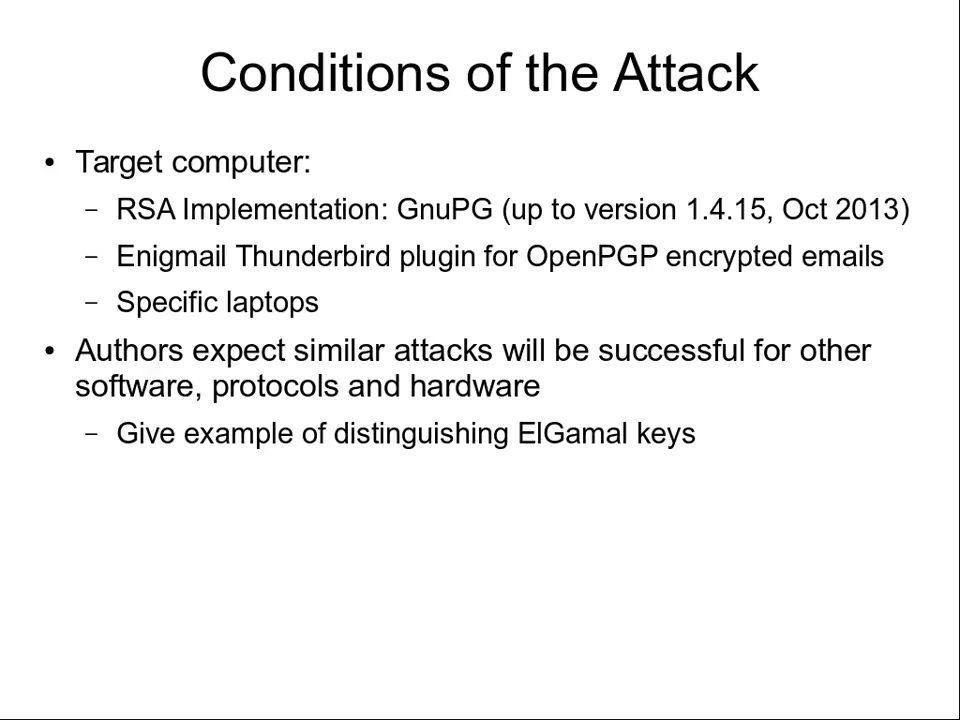 Conditions of the Attack
● Target computer:
– RSA Implementation: GnuPG (up to version 1.4.15, Oct 2013)
– Enigmail Thunderbird plugin for OpenPGP encrypted emails
– Specific laptops
● Authors expect similar attacks will be successful for other
software, protocols and hardware
– Give example of distinguishing ElGamal keys